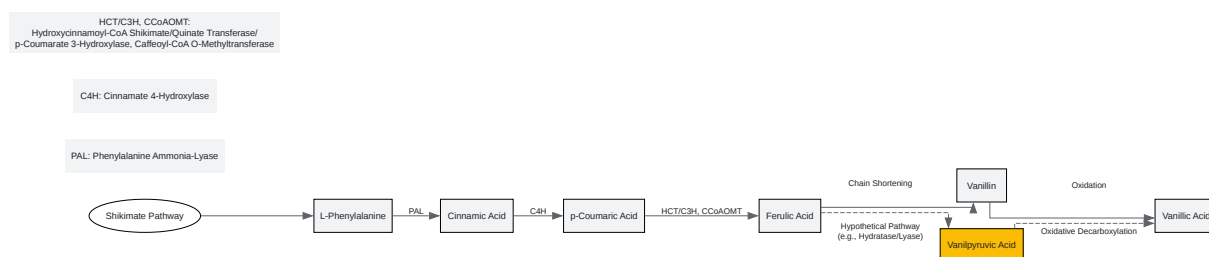 HCT/C3H, CCoAOMT:
Hydroxycinnamoyl-CoA Shikimate/Quinate Transferase/
p-Coumarate 3-Hydroxylase, Caffeoyl-CoA O-Methyltransferase
C4H: Cinnamate 4-Hydroxylase
PAL: Phenylalanine Ammonia-Lyase
Shikimate Pathway
L-Phenylalanine
PAL
Cinnamic Acid
C4H
p-Coumaric Acid
HCT/C3H, CCoAOMT
Ferulic Acid
Chain Shortening
Vanillin
Oxidation
Hypothetical Pathway
(e.g., Hydratase/Lyase)
Vanilpyruvic Acid
Oxidative Decarboxylation
Vanillic Acid